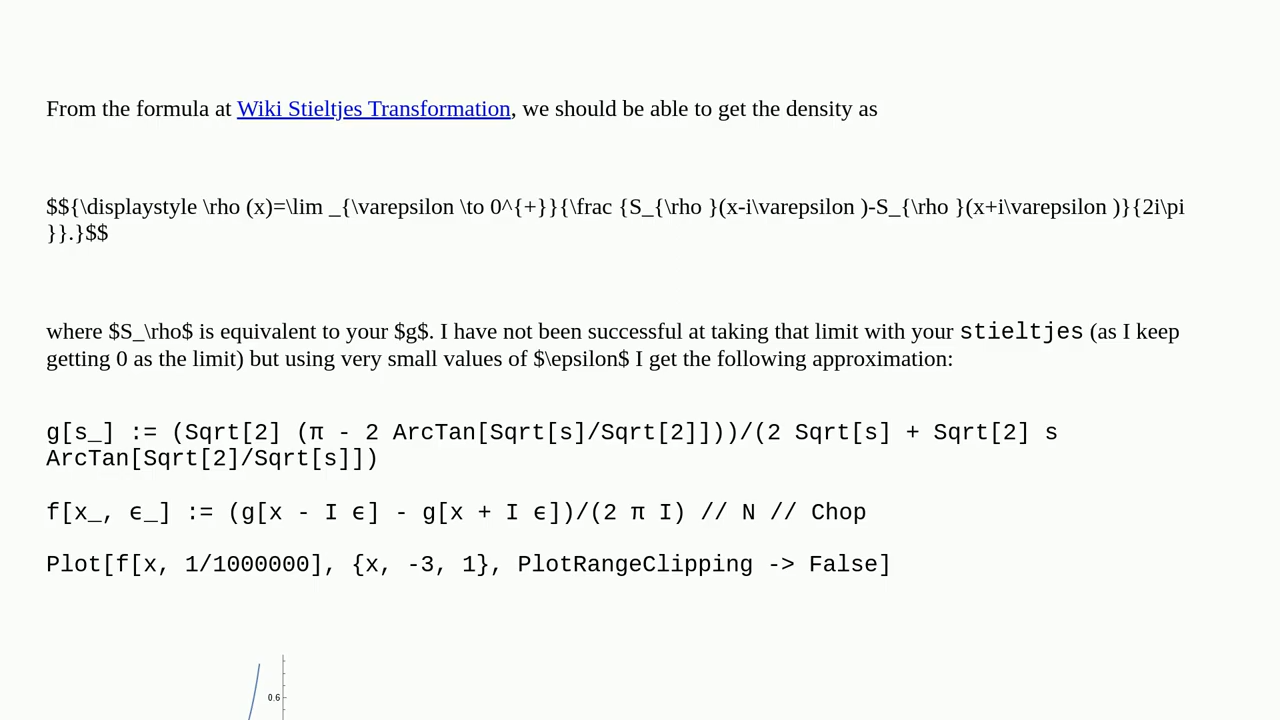 From the formula at Wiki Stieltjes Transformation, we should be able to get the density as
$${\displaystyle \rho (x)=\lim _{\varepsilon \to 0^{+}}{\frac {S_{\rho }(x-i\varepsilon )-S_{\rho }(x+i\varepsilon )}{2i\pi
}}.}$$
where $S_\rho$ is equivalent to your $g$. I have not been successful at taking that limit with your stieltjes (as I keep
getting 0 as the limit) but using very small values of $\epsilon$ I get the following approximation:
g[s_] := (Sqrt[2] (π - 2 ArcTan[Sqrt[s]/Sqrt[2]]))/(2 Sqrt[s] + Sqrt[2] s
ArcTan[Sqrt[2]/Sqrt[s]])
f[x_, ϵ_] := (g[x - I ϵ] - g[x + I ϵ])/(2 π I) // N // Chop
Plot[f[x, 1/1000000], {x, -3, 1}, PlotRangeClipping -> False]
0.6